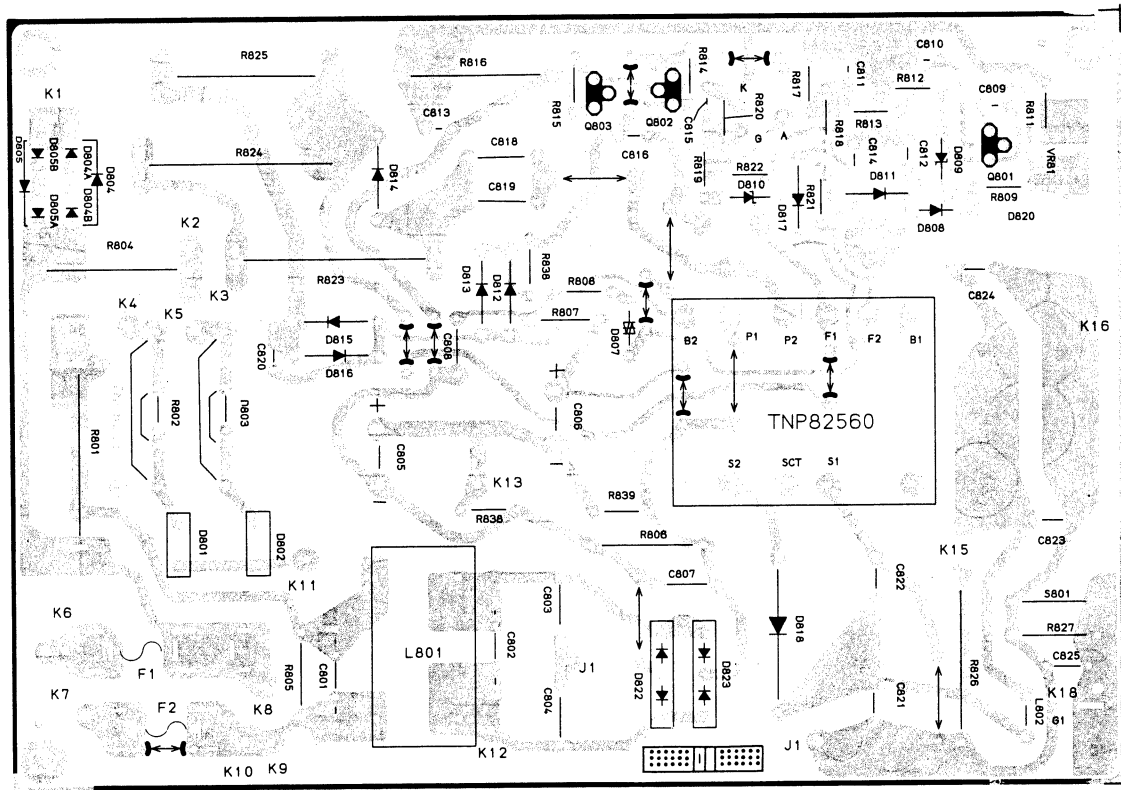 R825
R816
R814
C810
K1
C813
R815
Q803
Q802
C815
K
R820
G
A
R817
R818
C811
R812
R813
C809
R811
D805
D805B
D804A
D804
D805A
D804B
R824
C818
C819
D814
C816
R819
R822
D810
D817
R821
C814
D811
C812
D809
Q801
VR81
R809
D820
D808
K2
R804
R823
D813
D812
R838
R808
R807
D807
C824
K16
K4
K5
K3
D815
D816
C820
C808
B2
P1
P2
F1
F2
B1
TNP82560
S2
SCT
S1
R801
R802
D803
+
C805
-
+
C806
-
K13
R838
R839
R806
C807
D801
D802
K11
K15
C823
C822
S801
R827
C825
K6
F1
K7
F2
K8
R805
C801
L801
C802
C803
J1
C804
D822
D823
D818
C821
R826
L802
K18
G1
K10
K9
K12
J1